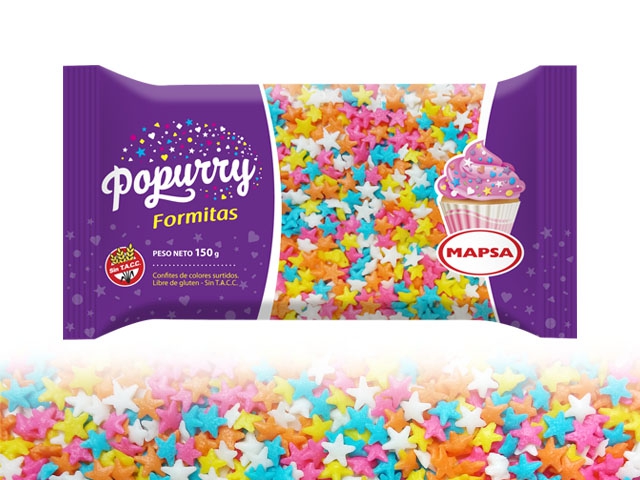 Popurry
Formitas
PESO NETO 150 g
Sin T.A.C.C.
Confites de colores surtidos.
Libre de gluten - Sin T.A.C.C.
MAPSA